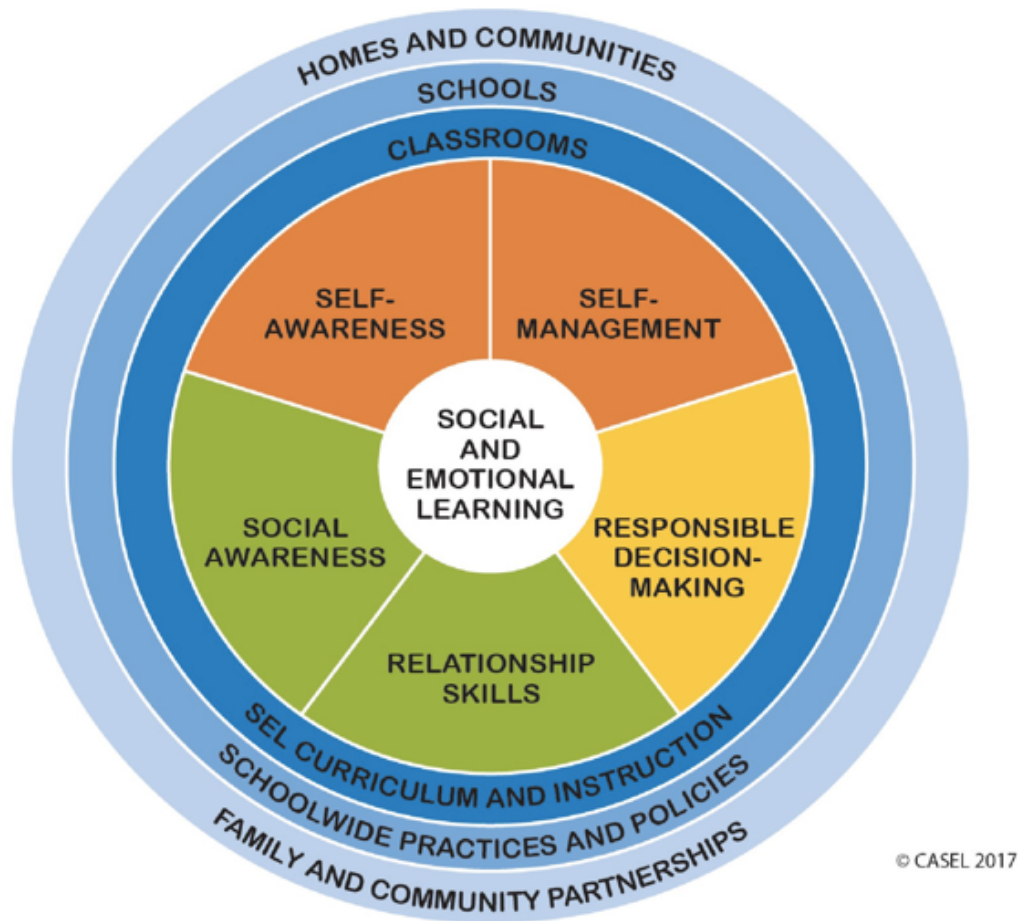 HOMES AND COMMUNITIES
SCHOOLS
CLASSROOMS
SELF-
AWARENESS
SELF-
MANAGEMENT
SOCIAL
AND
EMOTIONAL
LEARNING
SOCIAL
AWARENESS
RESPONSIBLE
DECISION-
MAKING
RELATIONSHIP
SKILLS
SEL CURRICULUM AND INSTRUCTION
SCHOOLWIDE PRACTICES AND POLICIES
FAMILY AND COMMUNITY PARTNERSHIPS
© CASEL 2017